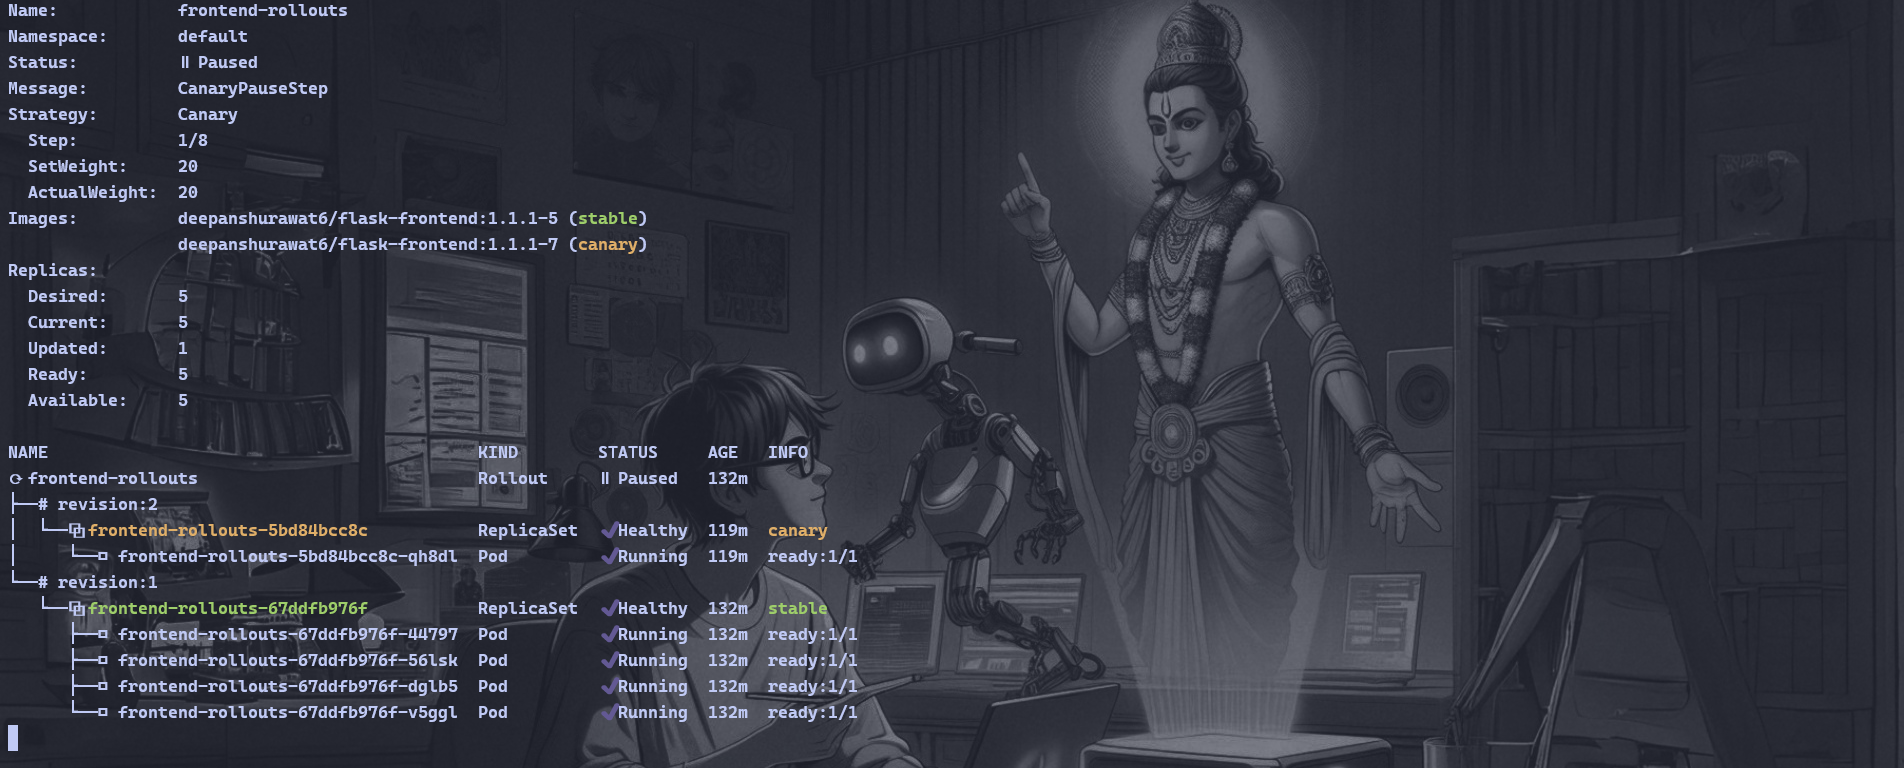 Name: frontend-rollouts
Namespace: default
Status: ॥ Paused
Message: CanaryPauseStep
Strategy: Canary
Step: 1/8
SetWeight: 20
ActualWeight: 20
Images: deepanshurawat6/flask-frontend:1.1.1-5 (stable)
deepanshurawat6/flask-frontend:1.1.1-7 (canary)
Replicas:
Desired: 5
Current: 5
Updated: 1
Ready: 5
Available: 5
NAME KIND STATUS AGE INFO
⟳ frontend-rollouts Rollout ॥ Paused 132m
├──# revision:2
│ └──⧉ frontend-rollouts-5bd84bcc8c ReplicaSet ✔ Healthy 119m canary
│ └──□ frontend-rollouts-5bd84bcc8c-qh8dl Pod ✔ Running 119m ready:1/1
└──# revision:1
└──⧉ frontend-rollouts-67ddfb976f ReplicaSet ✔ Healthy 132m stable
├──□ frontend-rollouts-67ddfb976f-44797 Pod ✔ Running 132m ready:1/1
├──□ frontend-rollouts-67ddfb976f-56lsk Pod ✔ Running 132m ready:1/1
├──□ frontend-rollouts-67ddfb976f-dglb5 Pod ✔ Running 132m ready:1/1
└──□ frontend-rollouts-67ddfb976f-v5ggl Pod ✔ Running 132m ready:1/1